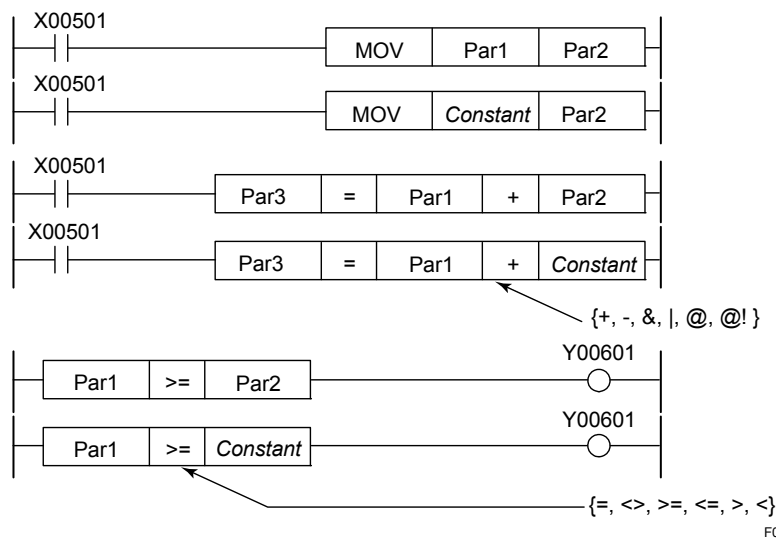 X00501
MOV Par1 Par2
X00501
MOV Constant Par2
X00501
Par3 = Par1 + Par2
X00501
Par3 = Par1 + Constant
{+, -, &, |, @, @! }
Y00601
Par1 >= Par2
Y00601
Par1 >= Constant
{=, <>, >=, <=, >, <}